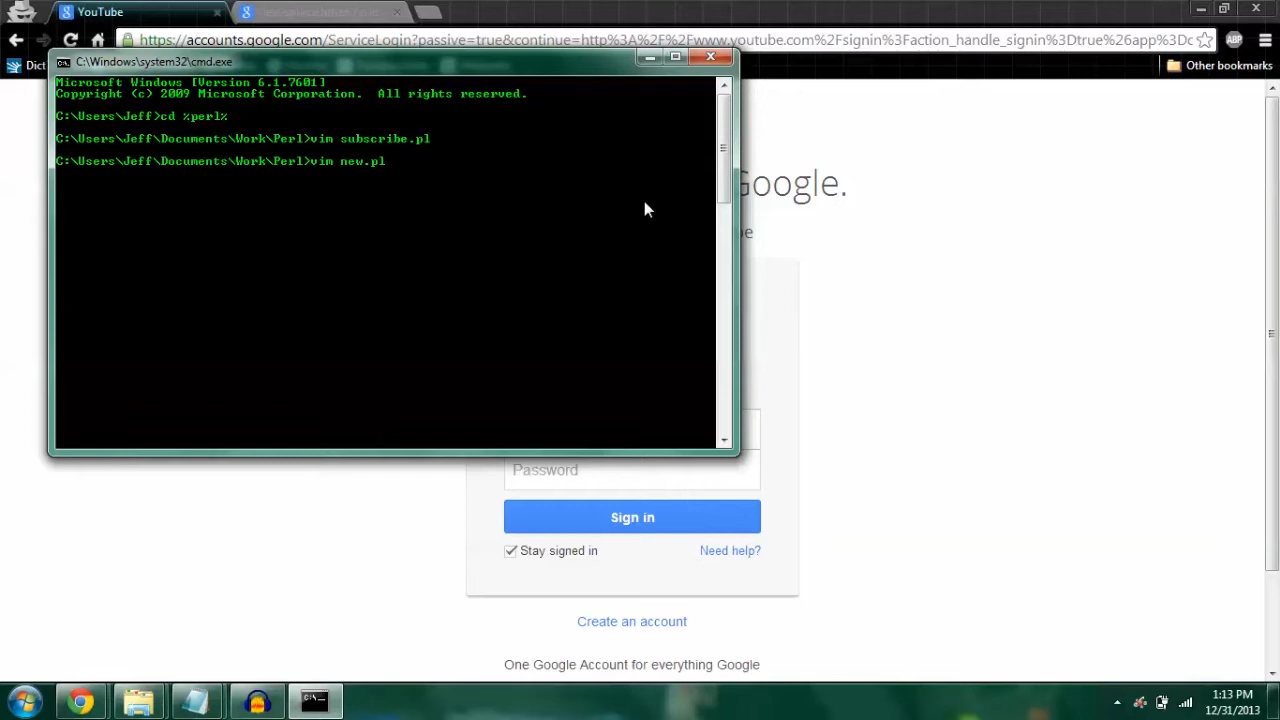 YouTube
https://accounts.google.com/ServiceLogin?passive=true&continue=http%3A%2F%2Fwww.youtube.com%2Fsignin%3Faction_handle_signin%3Dtrue%26app%3Dc
ABP
Dict
Other bookmarks
C:\Windows\system32\cmd.exe
Microsoft Windows [Version 6.1.7601]
Copyright (c) 2009 Microsoft Corporation. All rights reserved.
C:\Users\Jeff>cd %perl%
C:\Users\Jeff\Documents\Work\Perl>vim subscribe.pl
C:\Users\Jeff\Documents\Work\Perl>vim new.pl
Google.
be
Password
Sign in
Stay signed in
Need help?
Create an account
One Google Account for everything Google
1:13 PM
12/31/2013